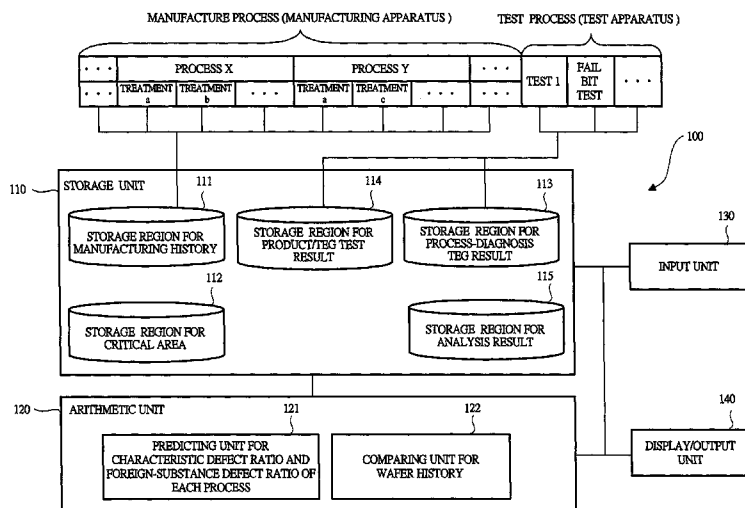 MANUFACTURE PROCESS (MANUFACTURING APPARATUS )
TEST PROCESS (TEST APPARATUS )
· · · PROCESS X PROCESS Y · · · TEST 1 FAIL BIT TEST · · ·
· · · TREATMENT a TREATMENT b · · · TREATMENT a TREATMENT c · · · · · ·
100
110
STORAGE UNIT
111
STORAGE REGION FOR
MANUFACTURING HISTORY
114
STORAGE REGION FOR
PRODUCT/TEG TEST
RESULT
113
STORAGE REGION FOR
PROCESS-DIAGNOSIS
TEG RESULT
112
STORAGE REGION FOR
CRITICAL AREA
115
STORAGE REGION FOR
ANALYSIS RESULT
130
INPUT UNIT
120
ARITHMETIC UNIT
121
PREDICTING UNIT FOR
CHARACTERISTIC DEFECT RATIO AND
FOREIGN-SUBSTANCE DEFECT RATIO OF
EACH PROCESS
122
COMPARING UNIT FOR
WAFER HISTORY
140
DISPLAY/OUTPUT
UNIT